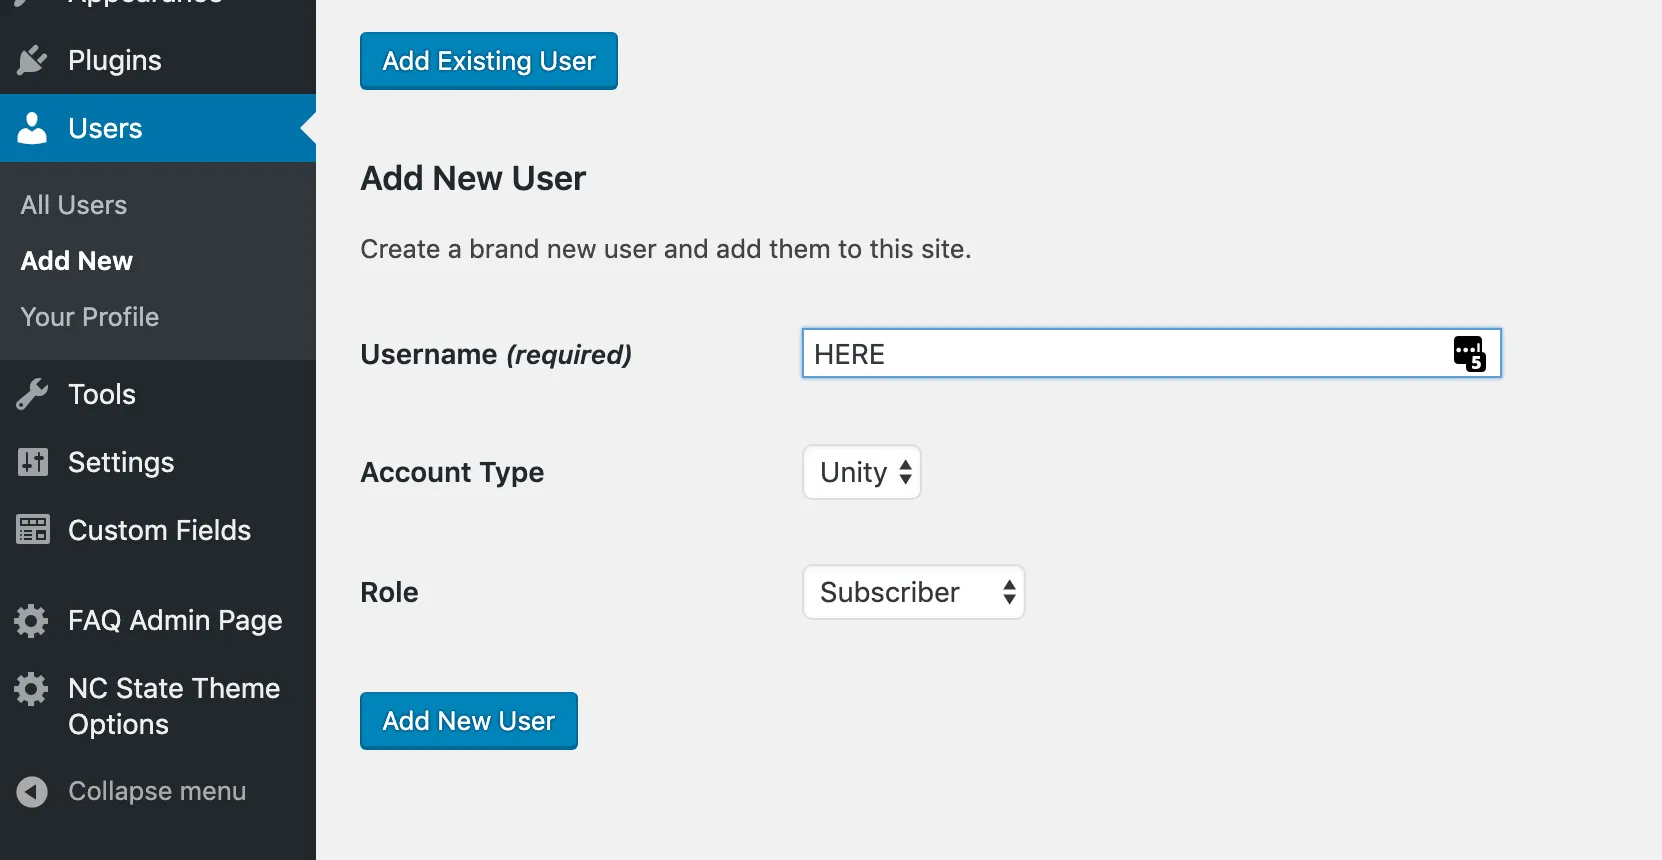 Appearance
Plugins
Users
All Users
Add New
Your Profile
Tools
Settings
Custom Fields
FAQ Admin Page
NC State Theme
Options
Collapse menu
Add Existing User
Add New User
Create a brand new user and add them to this site.
Username (required)
HERE
5
Account Type
Unity
Role
Subscriber
Add New User